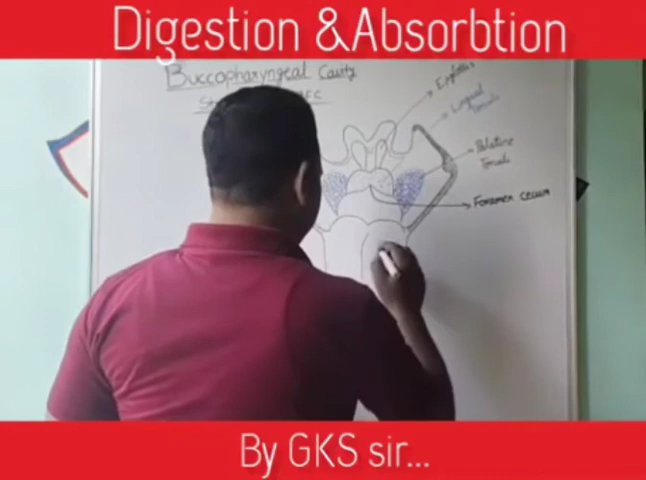 Digestion &Absorbtion
Buccopharyngeal Cavity
Epiglottis
Lingual
Tonsils
Palatine
Tonsils
Foramen cecum
By GKS sir...